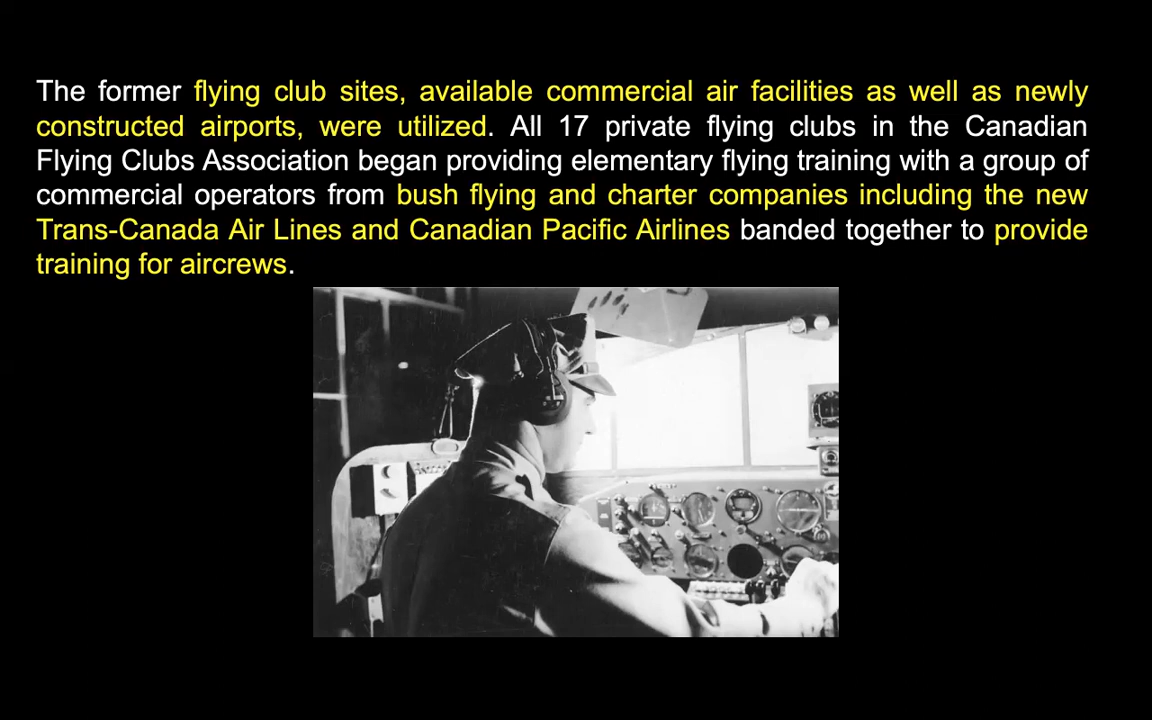 The former flying club sites, available commercial air facilities as well as newly
constructed airports, were utilized. All 17 private flying clubs in the Canadian
Flying Clubs Association began providing elementary flying training with a group of
commercial operators from bush flying and charter companies including the new
Trans-Canada Air Lines and Canadian Pacific Airlines banded together to provide
training for aircrews.